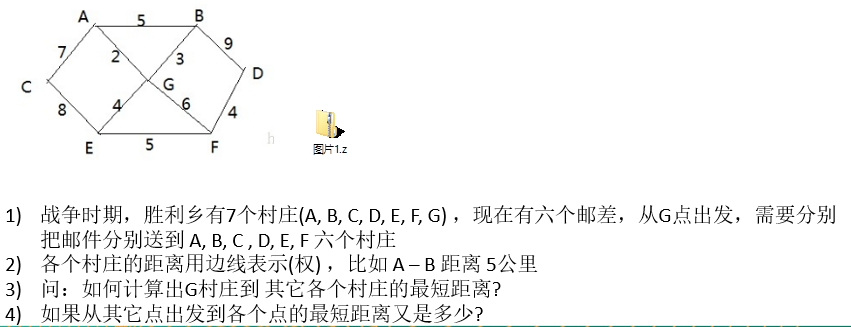 A 5 B
7 2 3 9
C G D
8 4 6 4
E 5 F
h
图片1.z
1) 战争时期，胜利乡有7个村庄(A, B, C, D, E, F, G) ，现在有六个邮差，从G点出发，需要分别
把邮件分别送到 A, B, C , D, E, F 六个村庄
2) 各个村庄的距离用边线表示(权) ，比如 A – B 距离 5公里
3) 问：如何计算出G村庄到 其它各个村庄的最短距离?
4) 如果从其它点出发到各个点的最短距离又是多少?